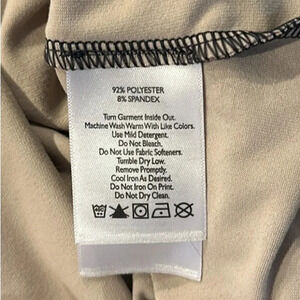 92% POLYESTER
8% SPANDEX
Turn Garment Inside Out.
Machine Wash Warm With Like Colors.
Use Mild Detergent.
Do Not Bleach.
Do Not Use Fabric Softeners.
Tumble Dry Low.
Remove Promptly.
Cool Iron As Desired.
Do Not Iron On Print.
Do Not Dry Clean.